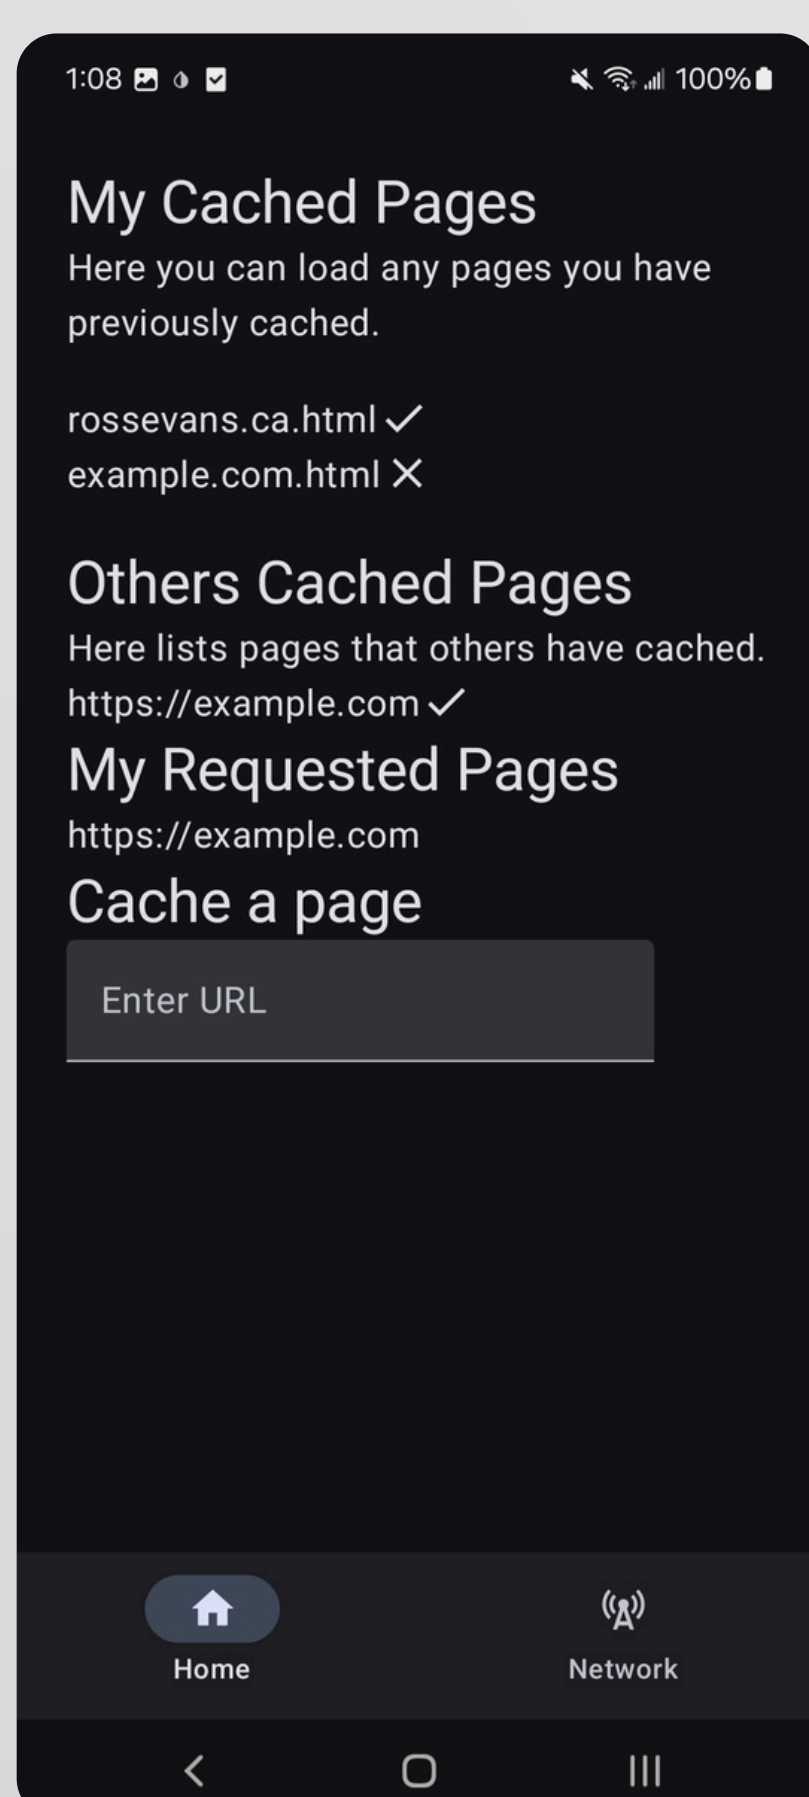 1:08 100%
My Cached Pages
Here you can load any pages you have
previously cached.
rossevans.ca.html
example.com.html
Others Cached Pages
Here lists pages that others have cached.
https://example.com
My Requested Pages
https://example.com
Cache a page
Enter URL
Home Network